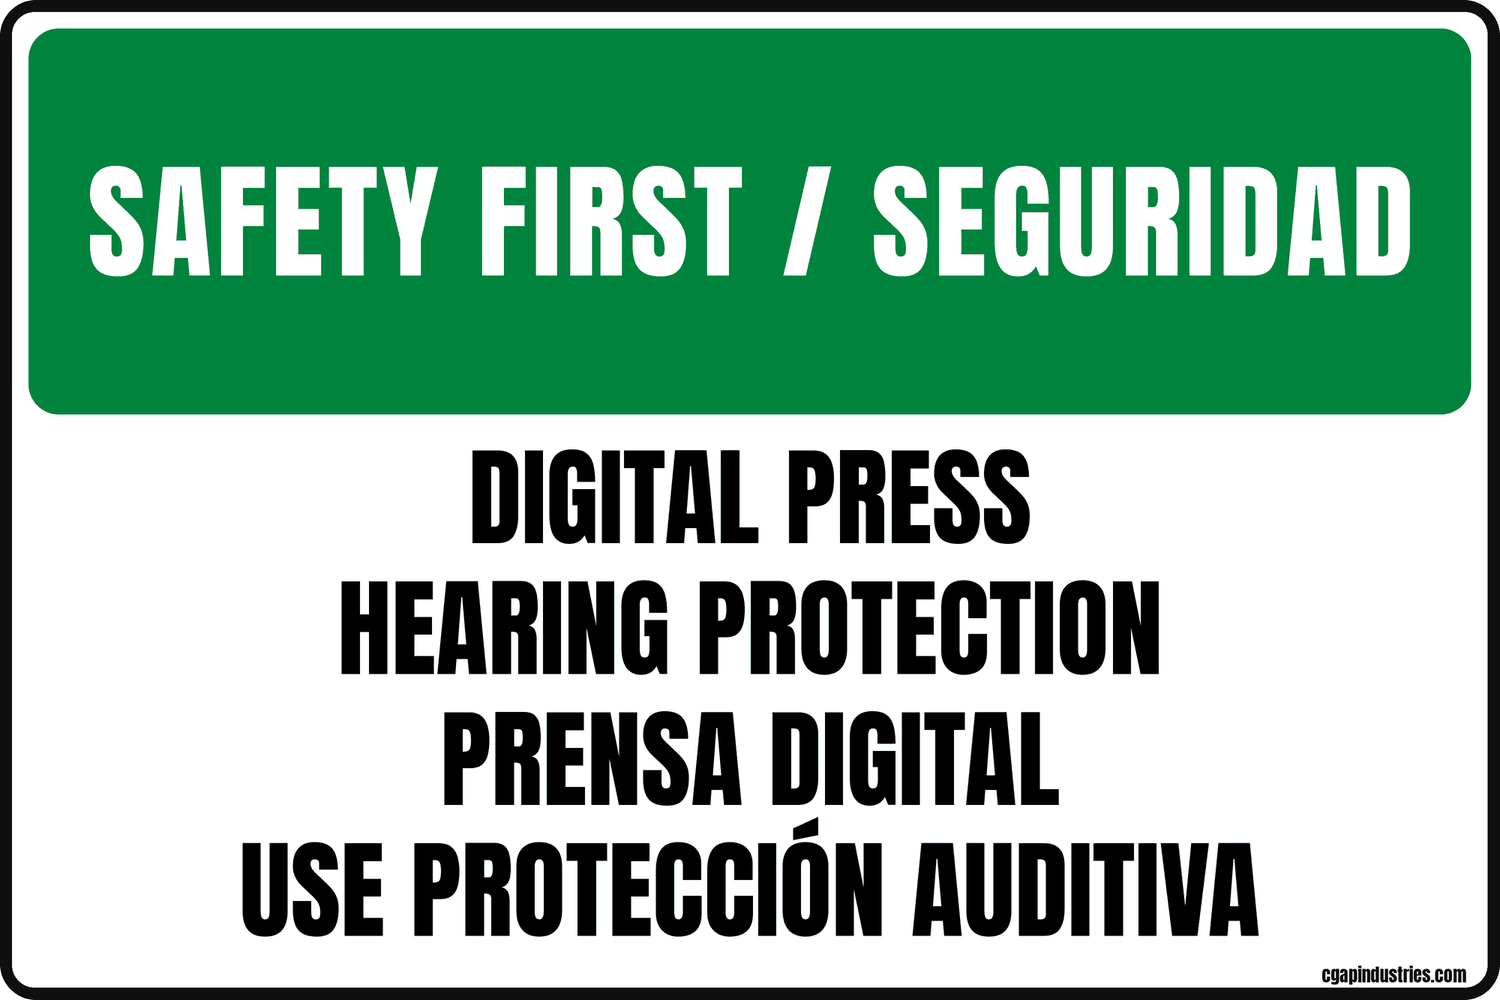 SAFETY FIRST / SEGURIDAD
DIGITAL PRESS
HEARING PROTECTION
PRENSA DIGITAL
USE PROTECCIÓN AUDITIVA
cgapindustries.com